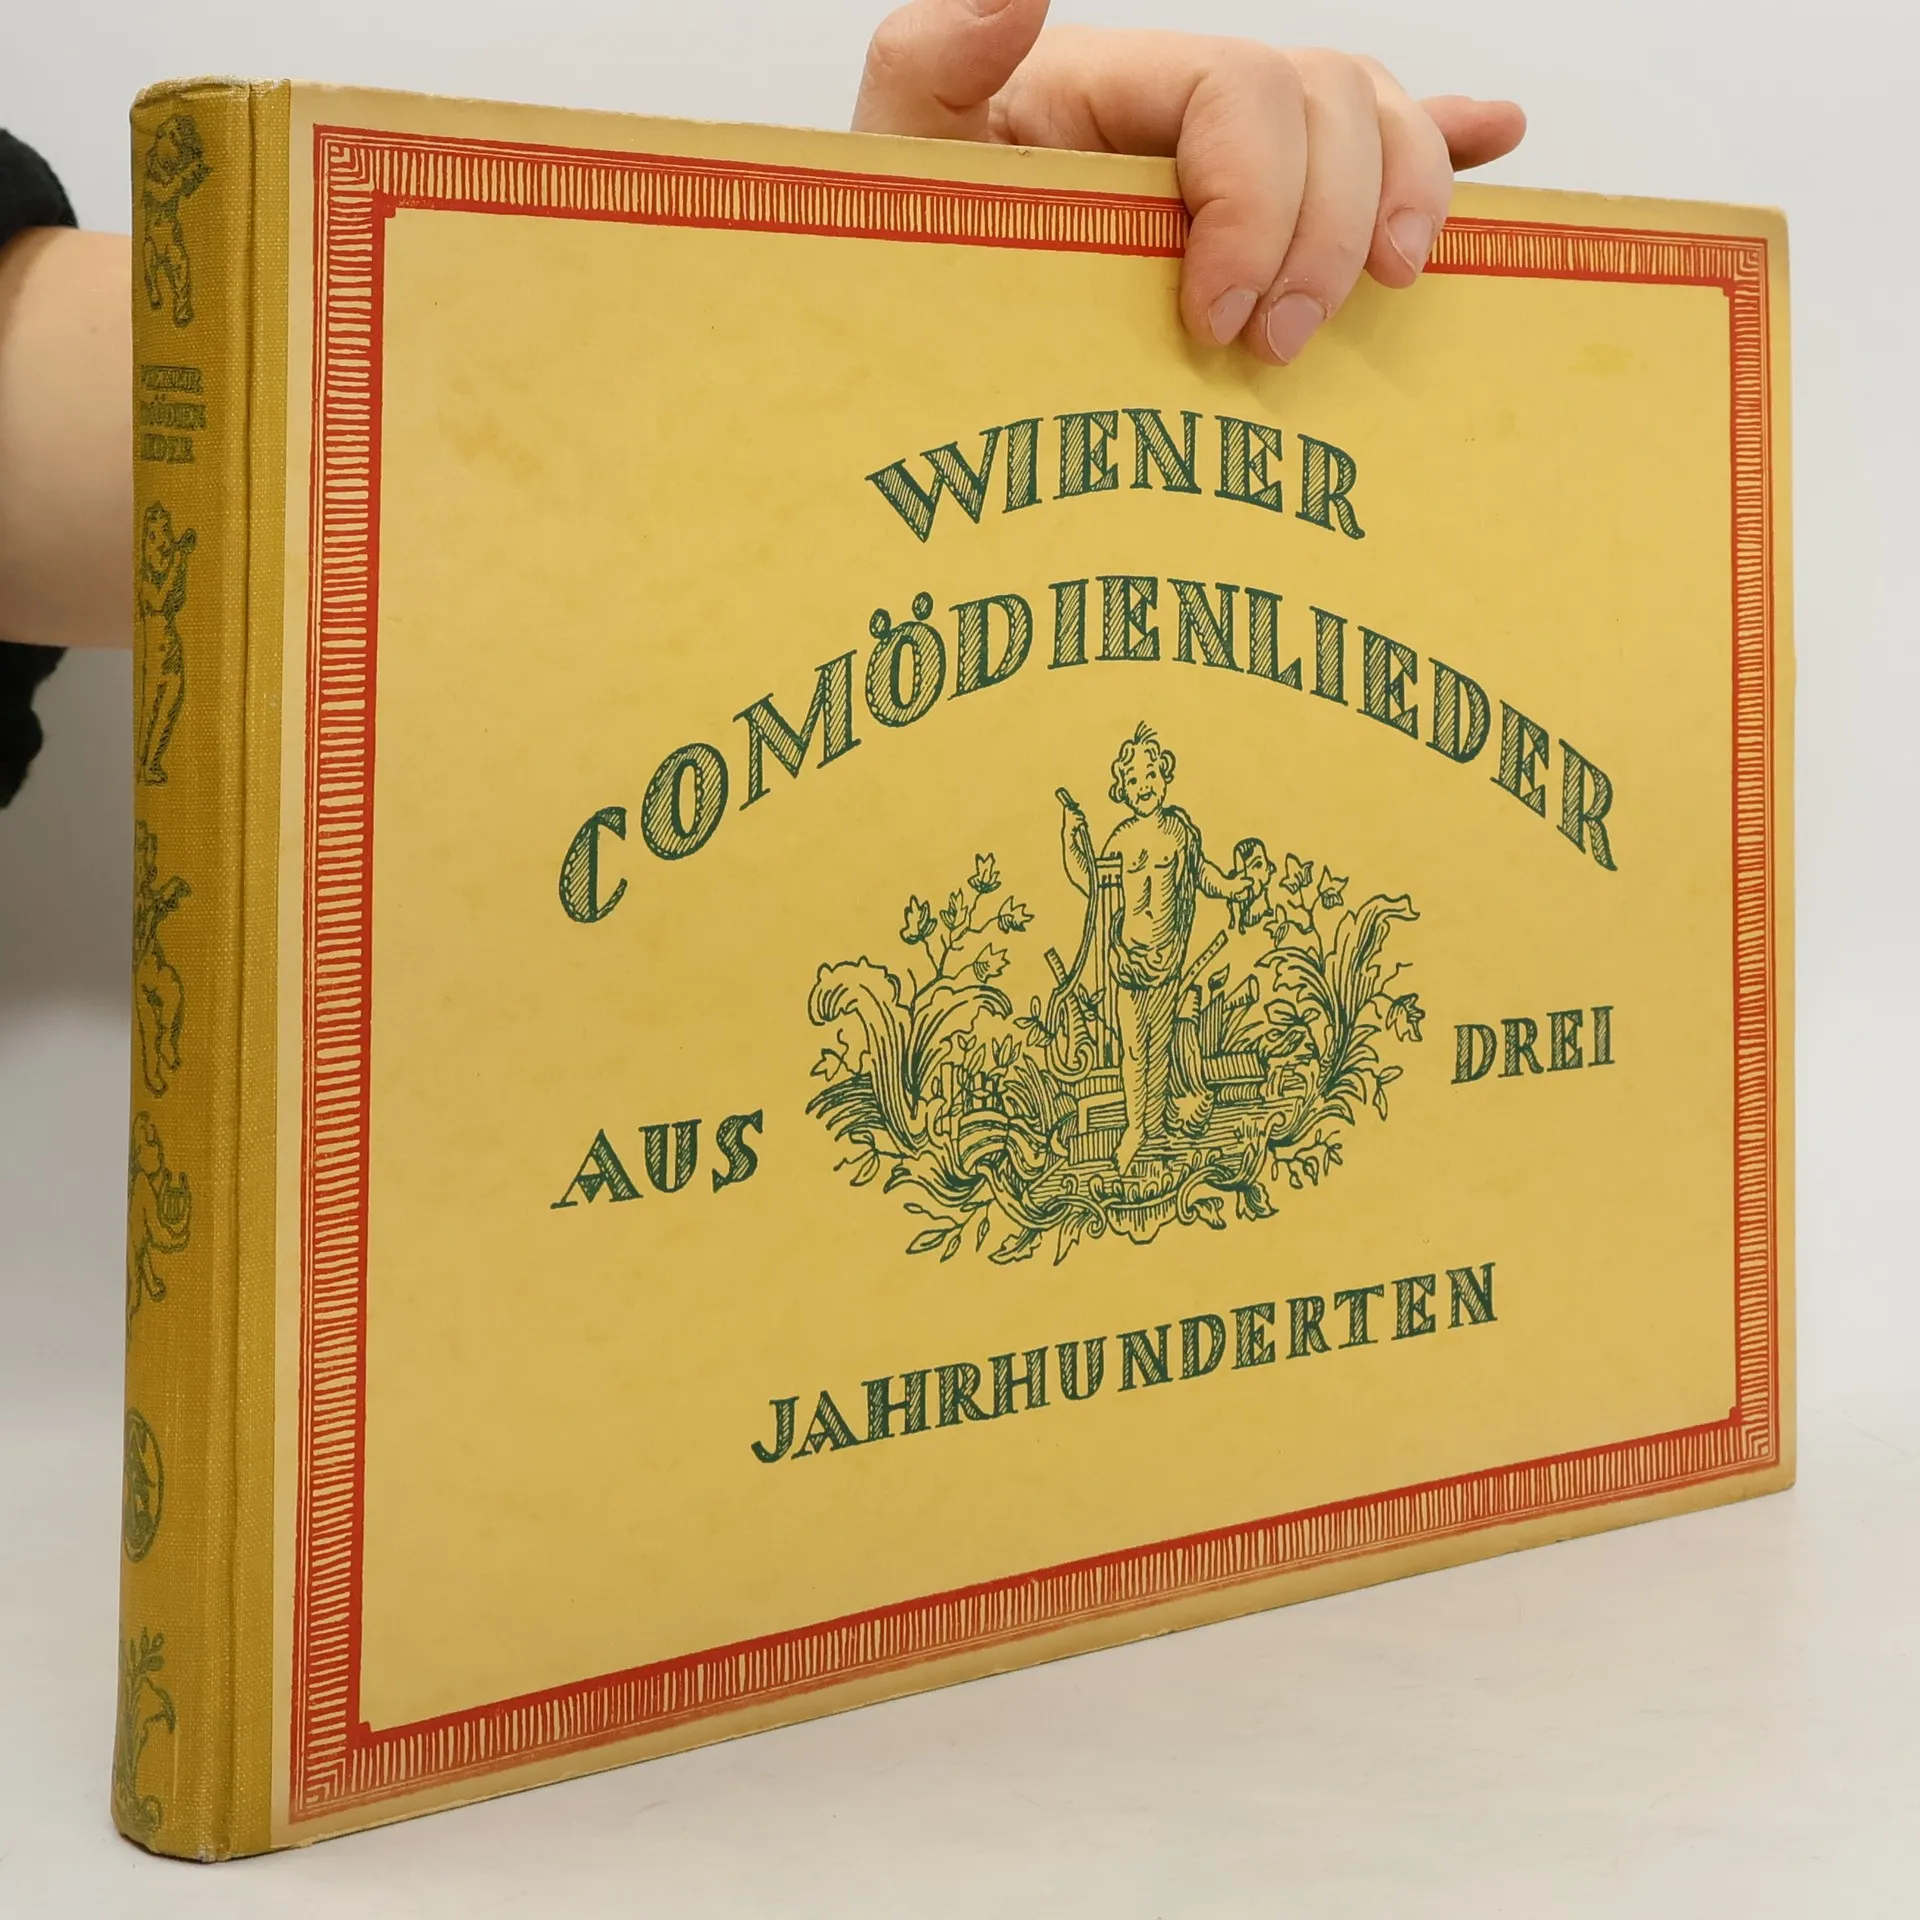 WIENER
COMÖDIENLIEDER
AUS DREI
JAHRHUNDERTEN